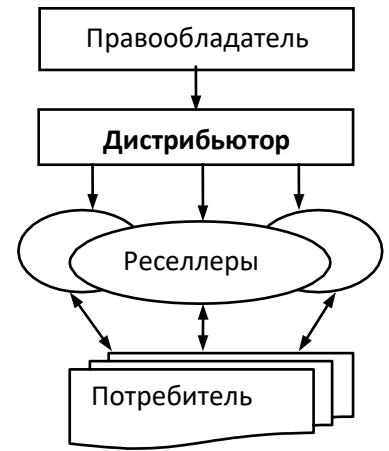 Правообладатель
Дистрибьютор
Реселлеры
Потребитель